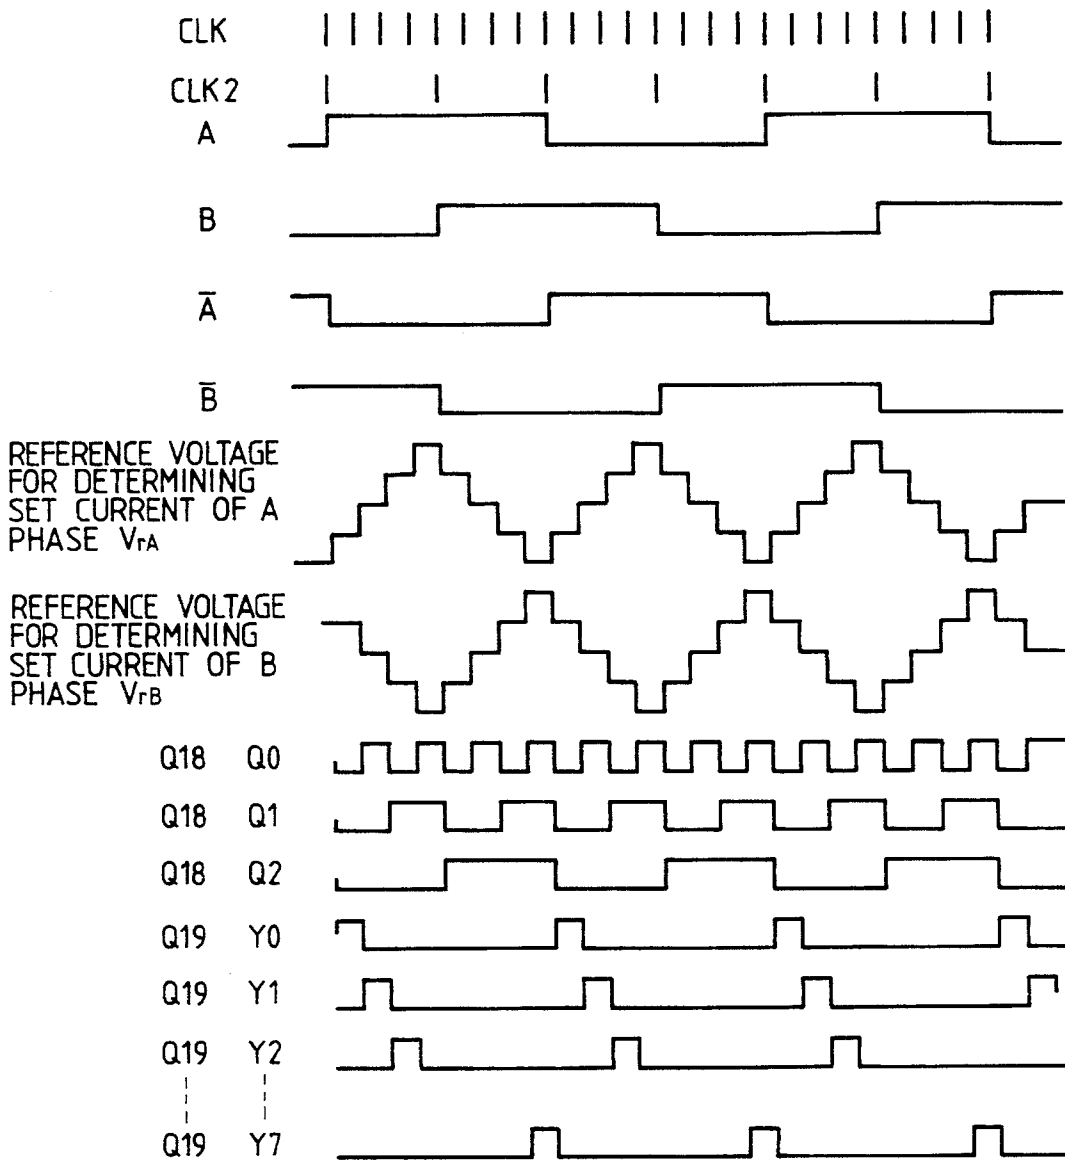 CLK
CLK2
A
B
A̅
B̅
REFERENCE VOLTAGE
FOR DETERMINING
SET CURRENT OF A
PHASE VrA
REFERENCE VOLTAGE
FOR DETERMINING
SET CURRENT OF B
PHASE VrB
Q18 Q0
Q18 Q1
Q18 Q2
Q19 Y0
Q19 Y1
Q19 Y2
Q19 Y7